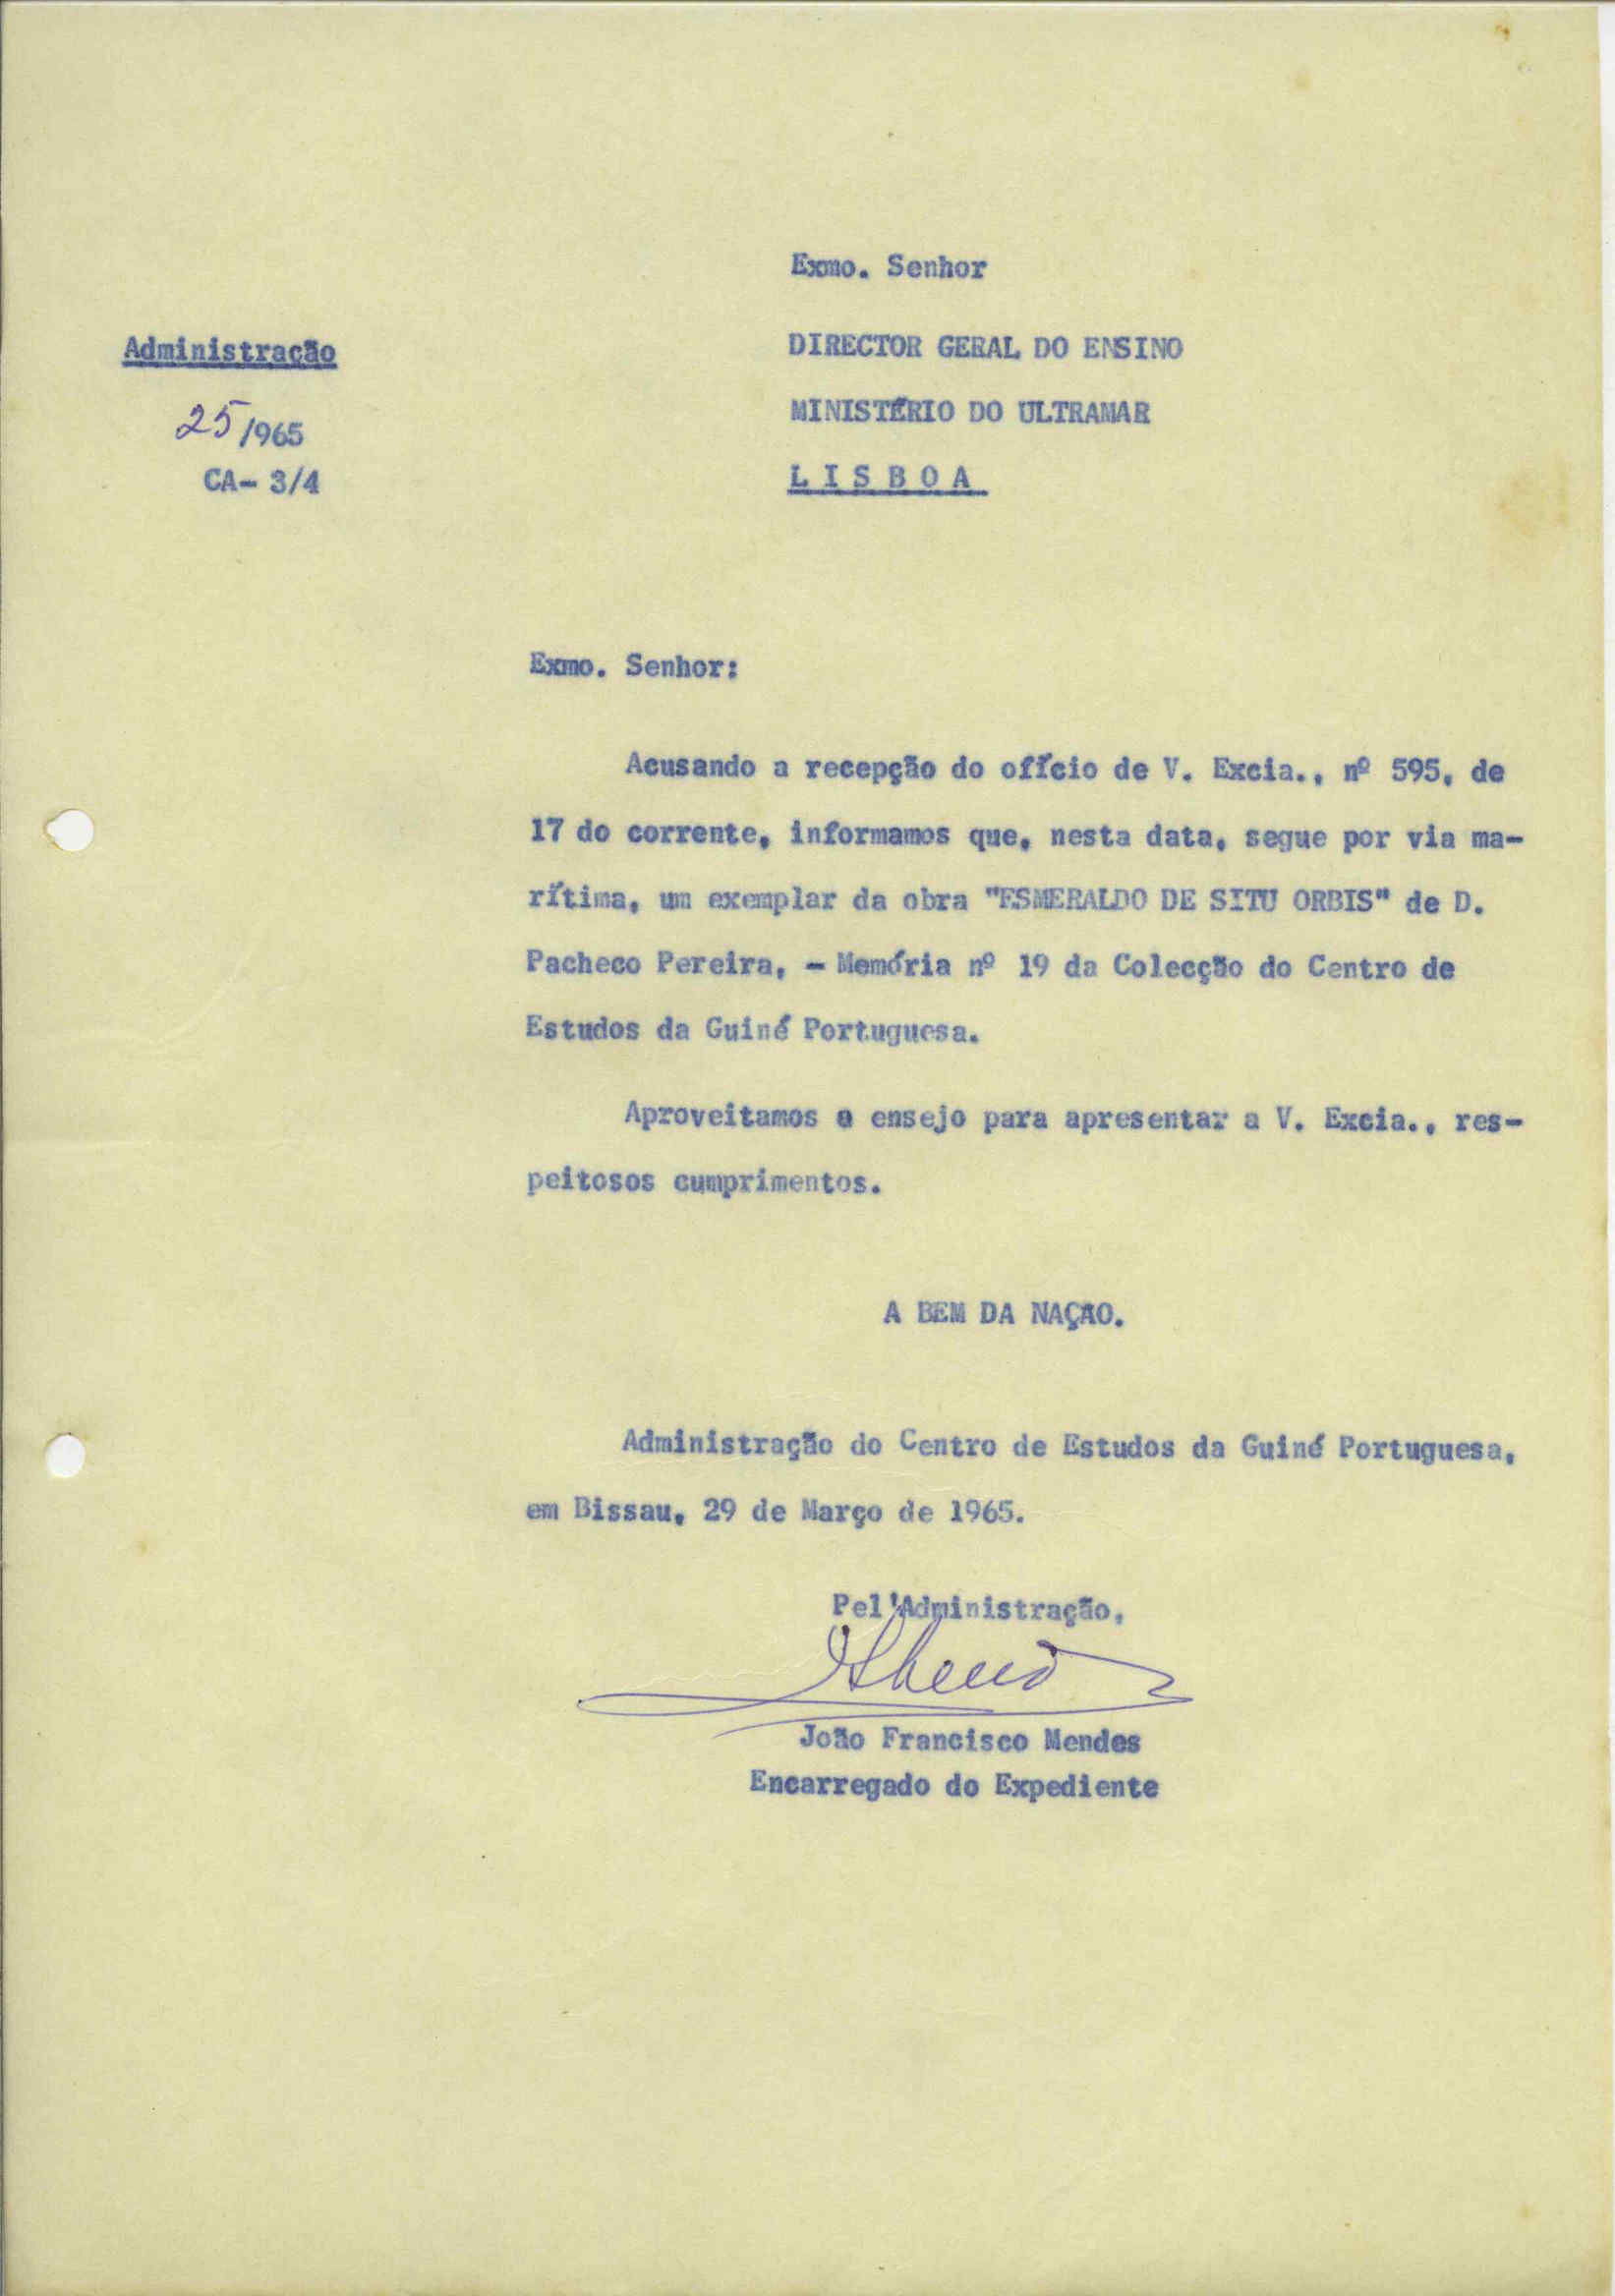 Exmo. Senhor
Administração
DIRECTOR GERAL DO ENSINO
25/965
MINISTÉRIO DO ULTRAMAR
CA- 3/4
L I S B O A
Exmo. Senhor:
Acusando a recepção do ofício de V. Excia., nº 595, de
17 do corrente, informamos que, nesta data, segue por via ma-
rítima, um exemplar da obra "ESMERALDO DE SITU ORBIS" de D.
Pacheco Pereira, - Memória nº 19 da Colecção do Centro de
Estudos da Guiné Portuguesa.
Aproveitamos o ensejo para apresentar a V. Excia., res-
peitosos cumprimentos.
A BEM DA NAÇÃO.
Administração do Centro de Estudos da Guiné Portuguesa,
em Bissau, 29 de Março de 1965.
Pel'Administração,
João Francisco Mendes
Encarregado do Expediente